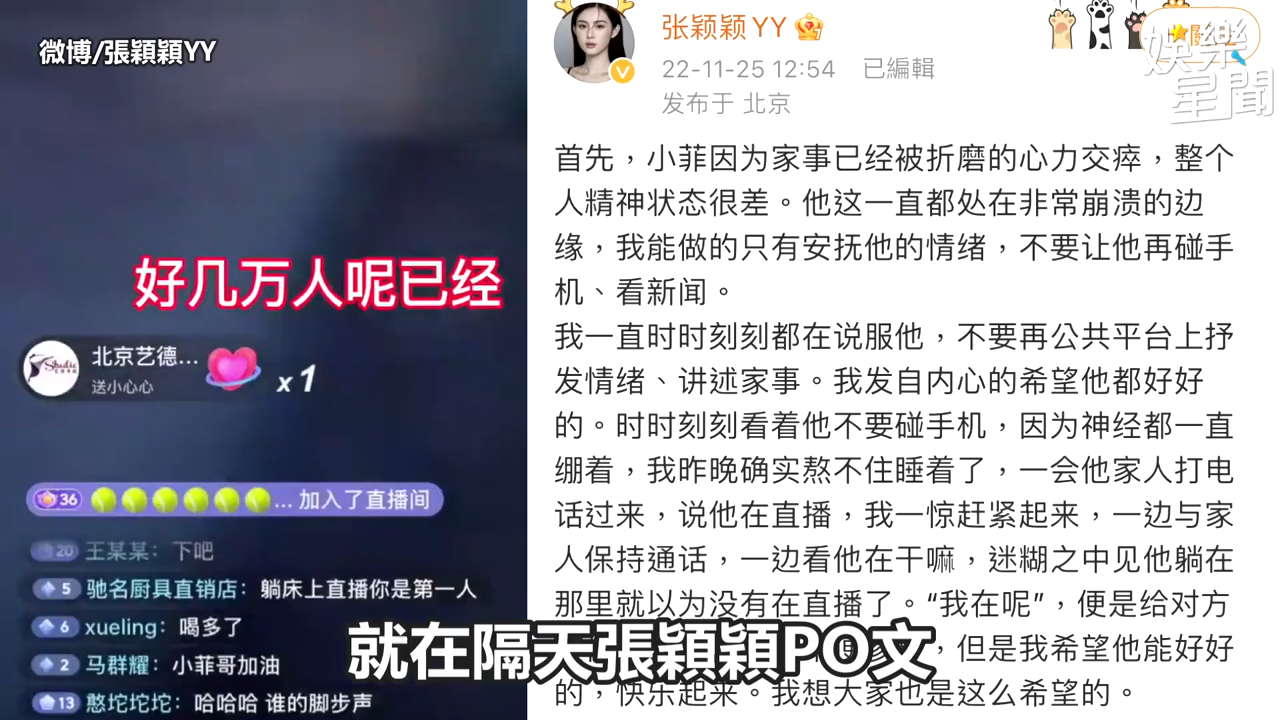 微博/張穎穎YY
好几万人呢已经
北京艺德...
送小心心
x 1
36 ... 加入了直播间
20 王某某：下吧
5 驰名厨具直销店：躺床上直播你是第一人
6 xueling：喝多了
2 马群耀：小菲哥加油
13 憨坨坨坨：哈哈哈 谁的脚步声
张颖颖YY
22-11-25 12:54 已編輯
发布于 北京
娛樂
星聞
首先，小菲因为家事已经被折磨的心力交瘁，整个
人精神状态很差。他这一直都处在非常崩溃的边
缘，我能做的只有安抚他的情绪，不要让他再碰手
机、看新闻。
我一直时时刻刻都在说服他，不要再公共平台上抒
发情绪、讲述家事。我发自内心的希望他都好好
的。时时刻刻看着他不要碰手机，因为神经都一直
绷着，我昨晚确实熬不住睡着了，一会他家人打电
话过来，说他在直播，我一惊赶紧起来，一边与家
人保持通话，一边看他在干嘛，迷糊之中见他躺在
那里就以为没有在直播了。“我在呢”，便是给对方
，但是我希望他能好好
的，快乐起来。我想大家也是这么希望的。
就在隔天張穎穎PO文